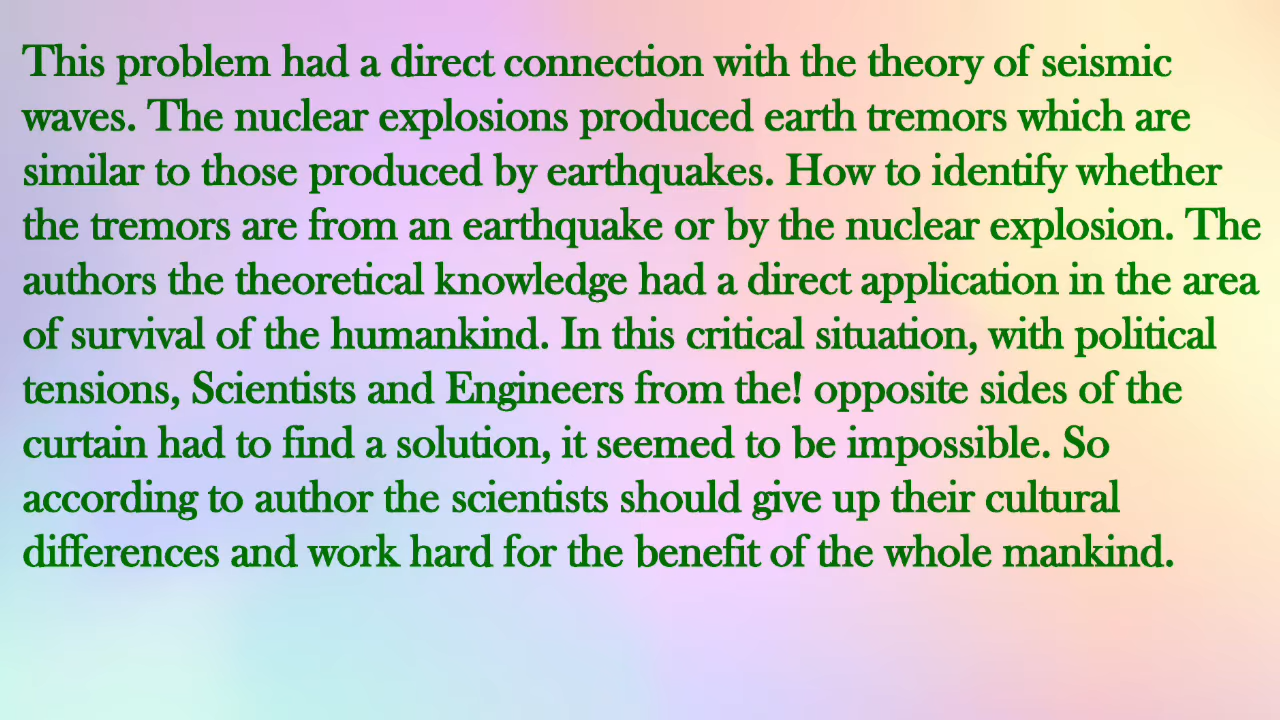 This problem had a direct connection with the theory of seismic
waves. The nuclear explosions produced earth tremors which are
similar to those produced by earthquakes. How to identify whether
the tremors are from an earthquake or by the nuclear explosion. The
authors the theoretical knowledge had a direct application in the area
of survival of the humankind. In this critical situation, with political
tensions, Scientists and Engineers from the! opposite sides of the
curtain had to find a solution, it seemed to be impossible. So
according to author the scientists should give up their cultural
differences and work hard for the benefit of the whole mankind.